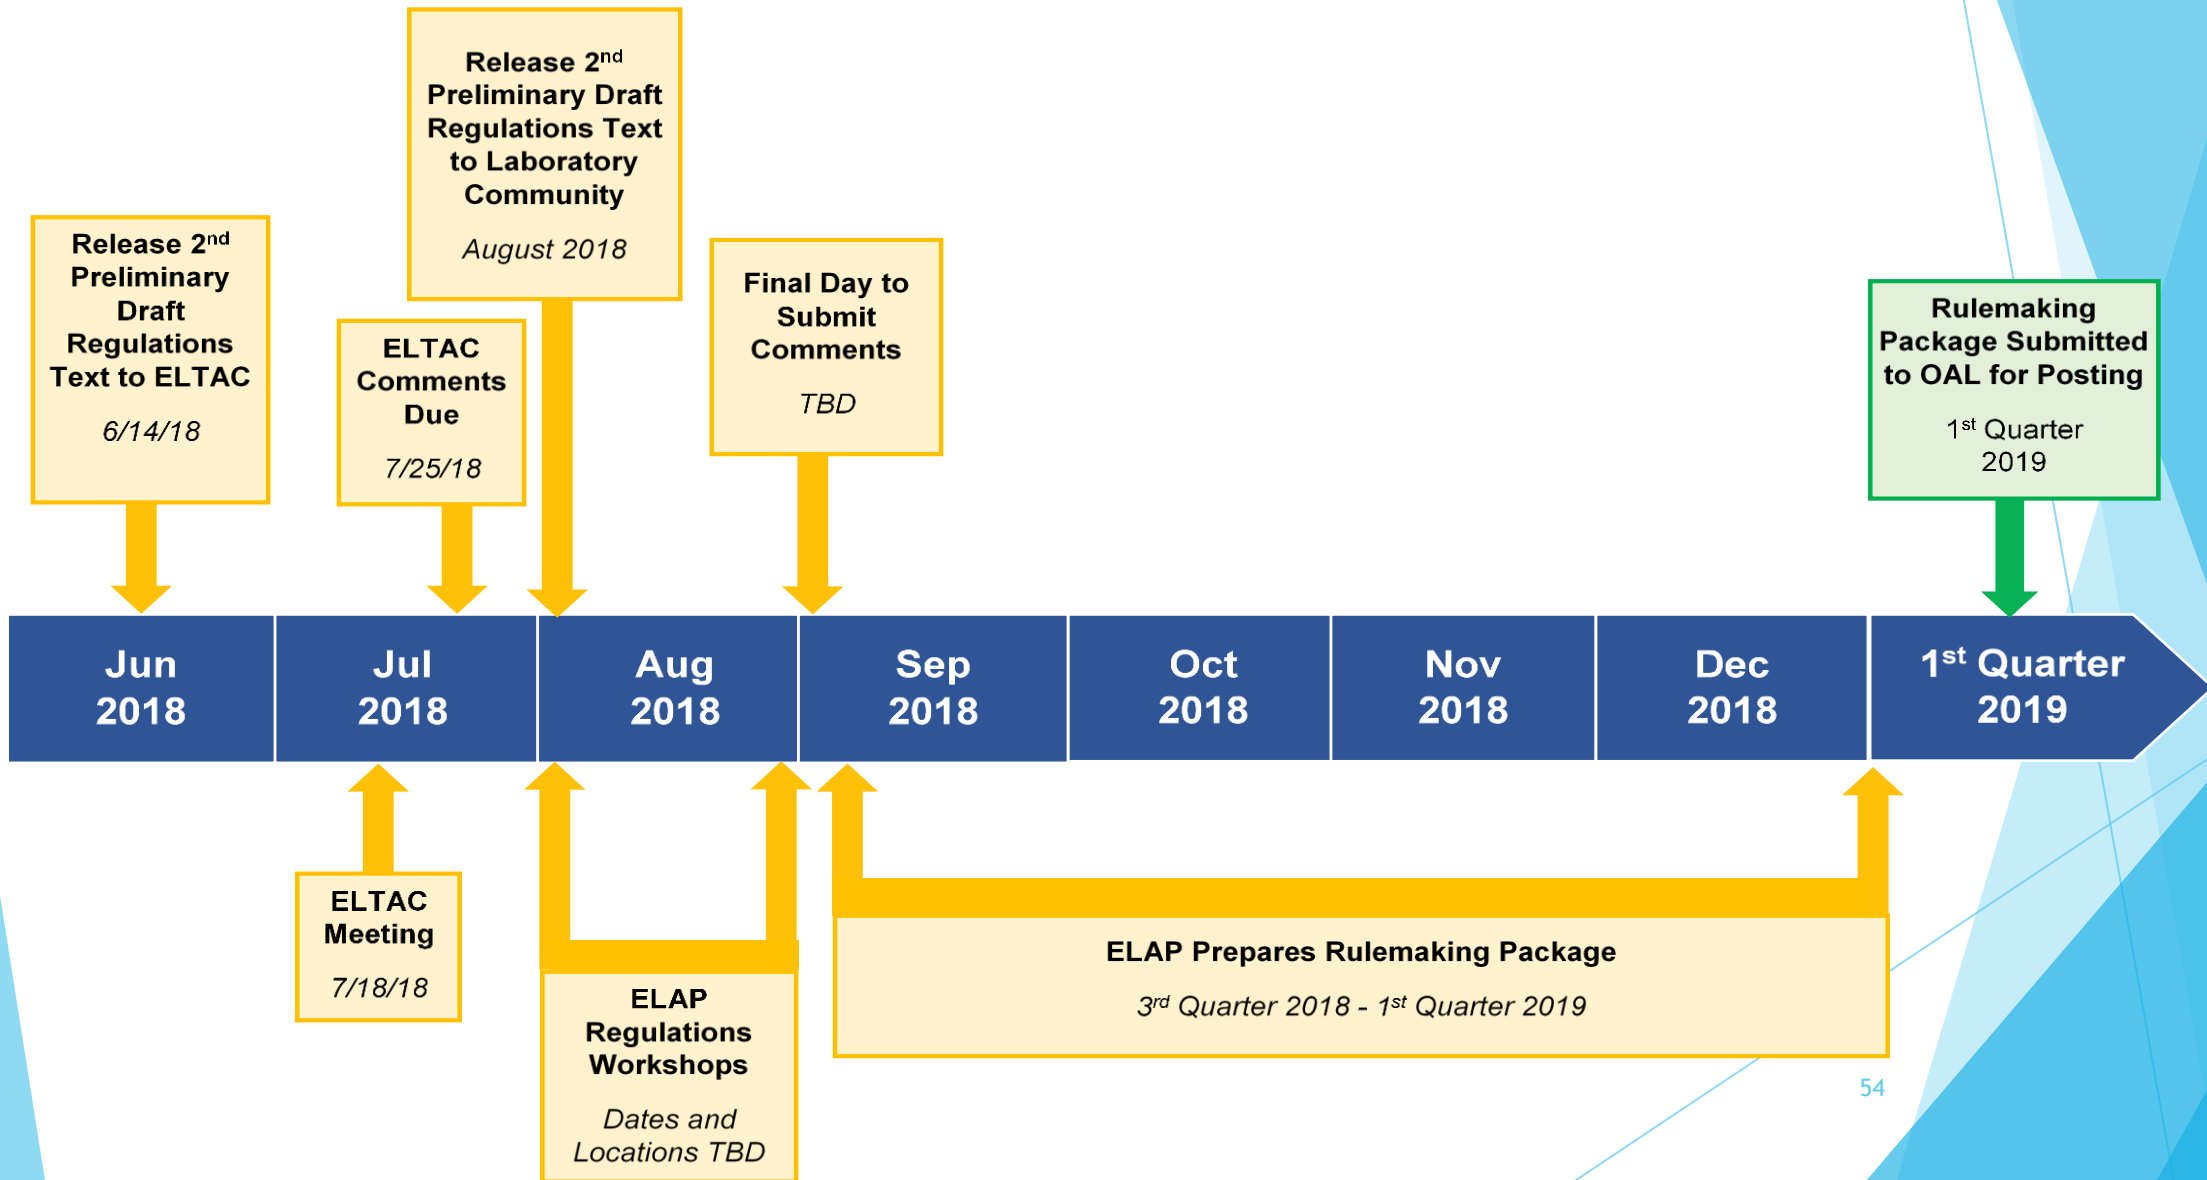 Release 2nd
Preliminary Draft
Regulations Text
to Laboratory
Community
August 2018
Release 2nd
Preliminary
Draft
Regulations
Text to ELTAC
6/14/18
ELTAC
Comments
Due
7/25/18
Final Day to
Submit
Comments
TBD
Rulemaking
Package Submitted
to OAL for Posting
1st Quarter
2019
Jun
2018
Jul
2018
Aug
2018
Sep
2018
Oct
2018
Nov
2018
Dec
2018
1st Quarter
2019
ELTAC
Meeting
7/18/18
ELAP
Regulations
Workshops
Dates and
Locations TBD
ELAP Prepares Rulemaking Package
3rd Quarter 2018 - 1st Quarter 2019
54